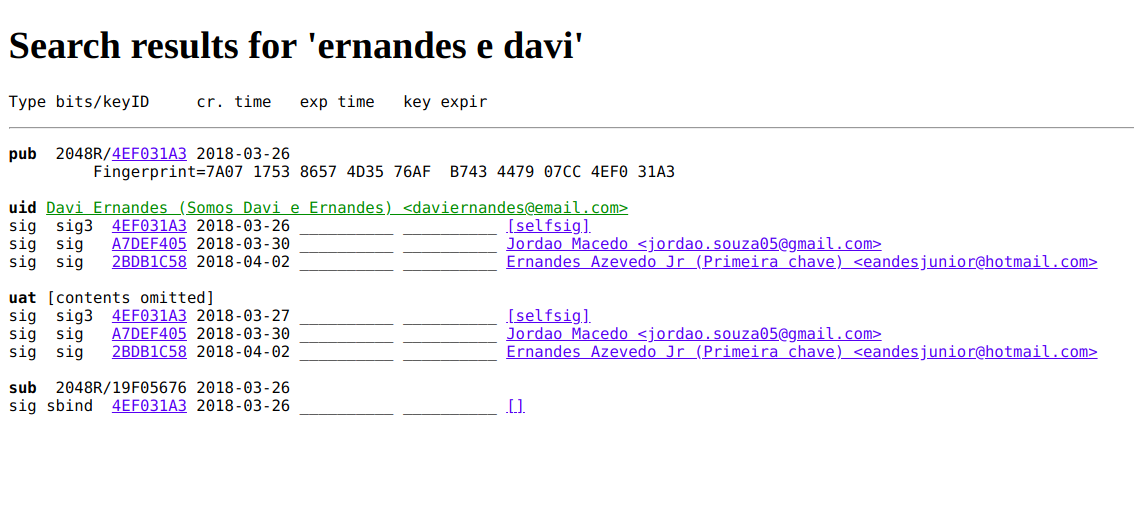 Search results for 'ernandes e davi'
Type bits/keyID     cr. time   exp time   key expir
pub  2048R/4EF031A3 2018-03-26
Fingerprint=7A07 1753 8657 4D35 76AF  B743 4479 07CC 4EF0 31A3
uid Davi Ernandes (Somos Davi e Ernandes) <daviernandes@email.com>
sig  sig3  4EF031A3 2018-03-26 __________ __________ [selfsig]
sig  sig   A7DEF405 2018-03-30 __________ __________ Jordao Macedo <jordao.souza05@gmail.com>
sig  sig   2BDB1C58 2018-04-02 __________ __________ Ernandes Azevedo Jr (Primeira chave) <eandesjunior@hotmail.com>
uat [contents omitted]
sig  sig3  4EF031A3 2018-03-27 __________ __________ [selfsig]
sig  sig   A7DEF405 2018-03-30 __________ __________ Jordao Macedo <jordao.souza05@gmail.com>
sig  sig   2BDB1C58 2018-04-02 __________ __________ Ernandes Azevedo Jr (Primeira chave) <eandesjunior@hotmail.com>
sub  2048R/19F05676 2018-03-26
sig sbind  4EF031A3 2018-03-26 __________ __________ []